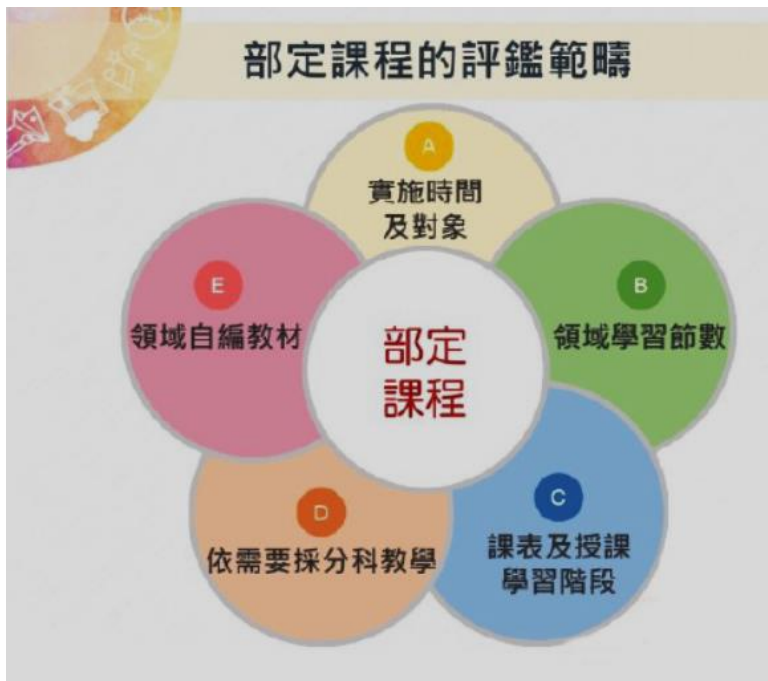 部定課程的評鑑範疇
A
實施時間
及對象
B
領域學習節數
C
課表及授課
學習階段
D
依需要採分科教學
E
領域自編教材
部定
課程